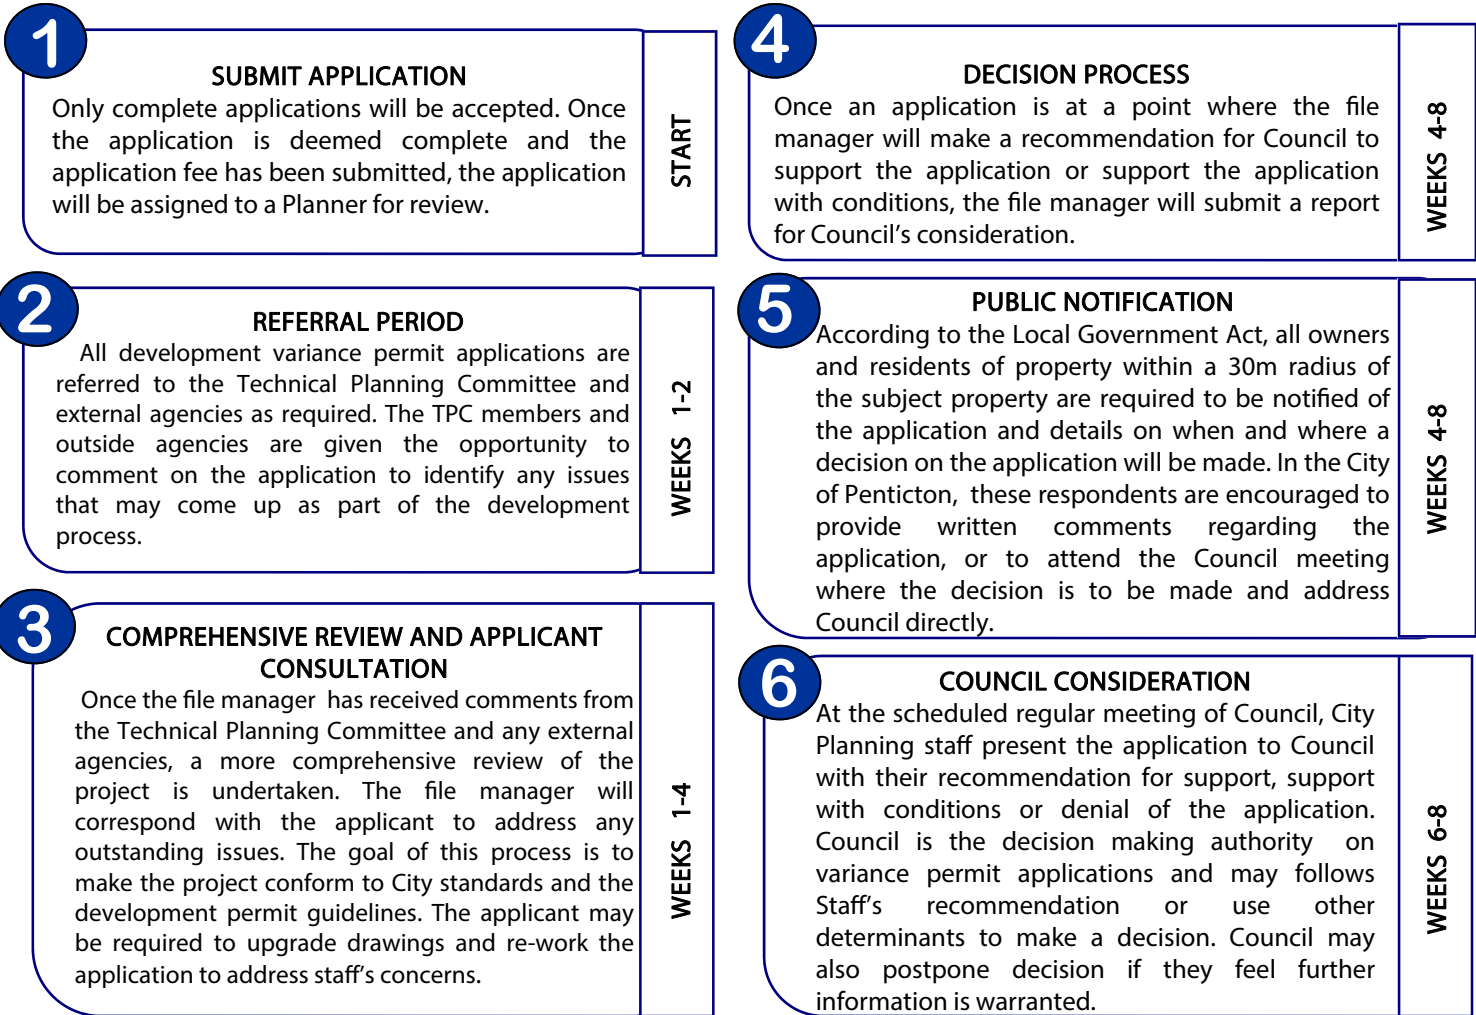 1
SUBMIT APPLICATION
Only complete applications will be accepted. Once
the application is deemed complete and the
application fee has been submitted, the application
will be assigned to a Planner for review.
START
2
REFERRAL PERIOD
All development variance permit applications are
referred to the Technical Planning Committee and
external agencies as required. The TPC members and
outside agencies are given the opportunity to
comment on the application to identify any issues
that may come up as part of the development
process.
WEEKS 1-2
3
COMPREHENSIVE REVIEW AND APPLICANT
CONSULTATION
Once the file manager has received comments from
the Technical Planning Committee and any external
agencies, a more comprehensive review of the
project is undertaken. The file manager will
correspond with the applicant to address any
outstanding issues. The goal of this process is to
make the project conform to City standards and the
development permit guidelines. The applicant may
be required to upgrade drawings and re-work the
application to address staff's concerns.
WEEKS 1-4
4
DECISION PROCESS
Once an application is at a point where the file
manager will make a recommendation for Council to
support the application or support the application
with conditions, the file manager will submit a report
for Council's consideration.
WEEKS 4-8
5
PUBLIC NOTIFICATION
According to the Local Government Act, all owners
and residents of property within a 30m radius of
the subject property are required to be notified of
the application and details on when and where a
decision on the application will be made. In the City
of Penticton, these respondents are encouraged to
provide written comments regarding the
application, or to attend the Council meeting
where the decision is to be made and address
Council directly.
WEEKS 4-8
6
COUNCIL CONSIDERATION
At the scheduled regular meeting of Council, City
Planning staff present the application to Council
with their recommendation for support, support
with conditions or denial of the application.
Council is the decision making authority on
variance permit applications and may follows
Staff's recommendation or use other
determinants to make a decision. Council may
also postpone decision if they feel further
information is warranted.
WEEKS 6-8